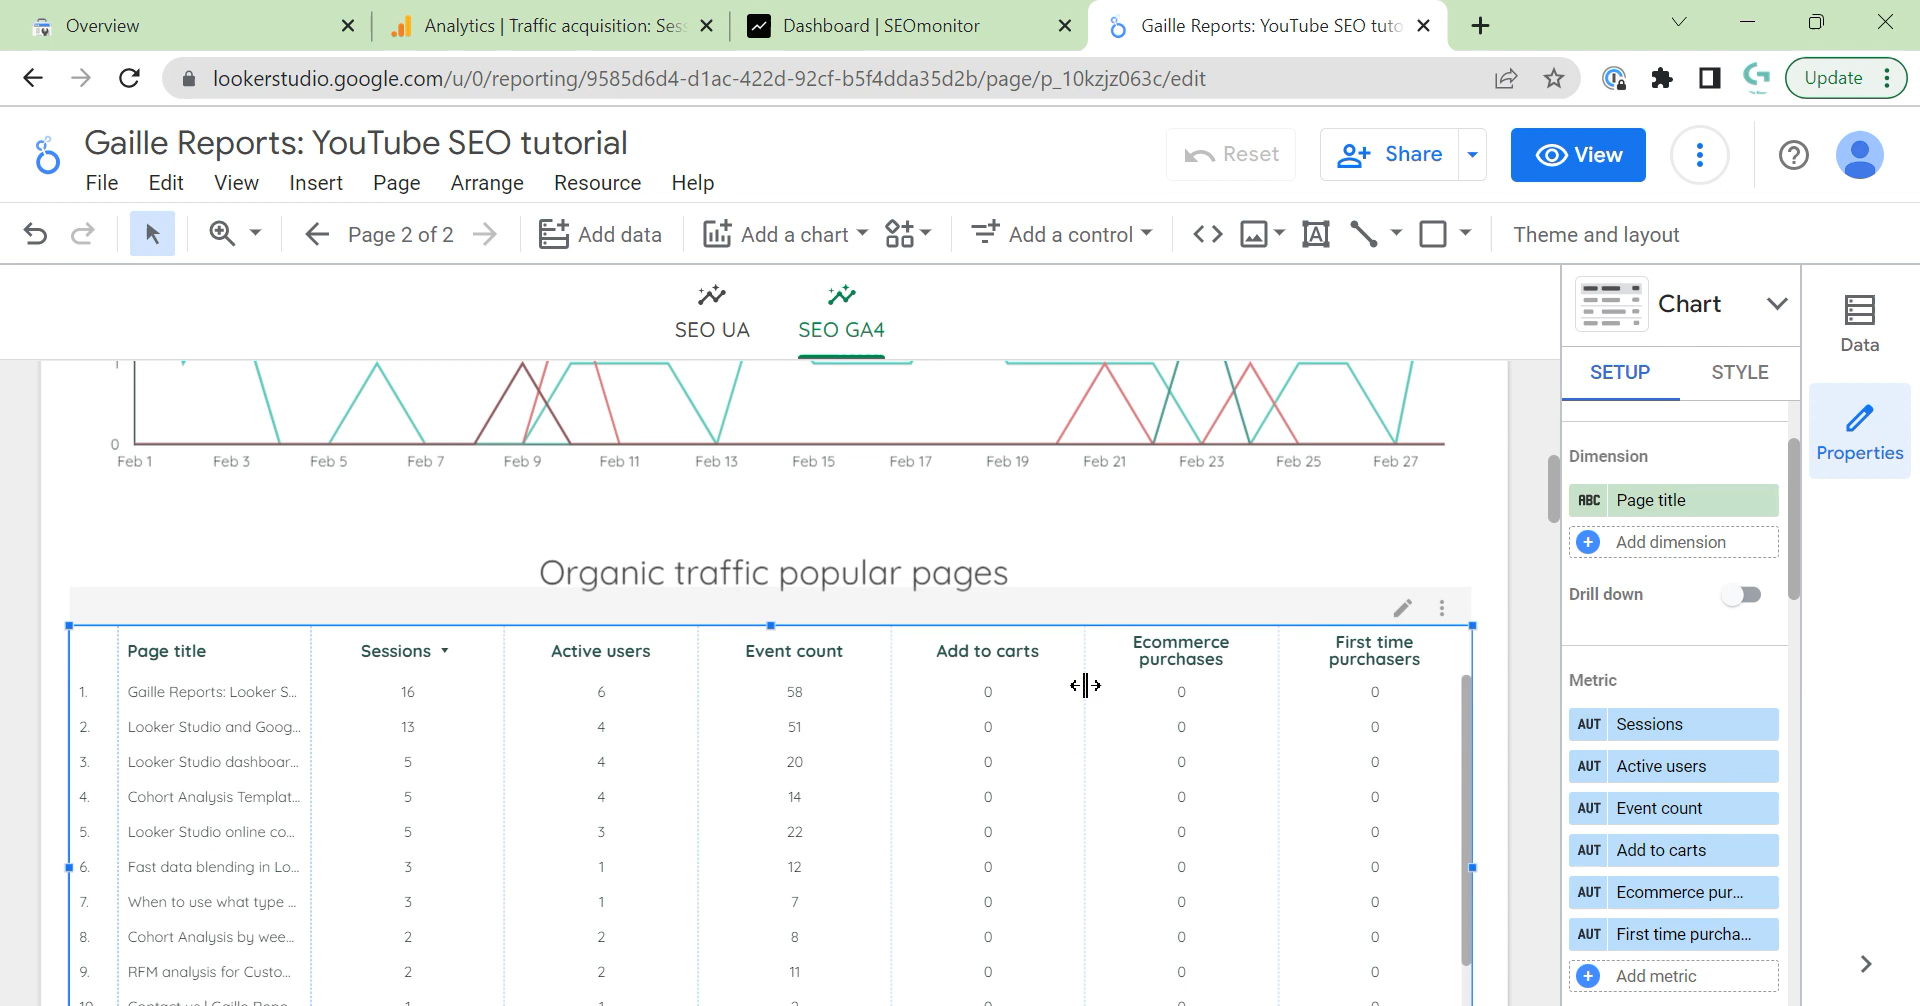 Overview
Analytics | Traffic acquisition: Ses
Dashboard | SEOmonitor
Gaille Reports: YouTube SEO tuto
lookerstudio.google.com/u/0/reporting/9585d6d4-d1ac-422d-92cf-b5f4dda35d2b/page/p_10kzjz063c/edit
Update
Gaille Reports: YouTube SEO tutorial
Reset
Share
View
File Edit View Insert Page Arrange Resource Help
Page 2 of 2
Add data
Add a chart
Add a control
Theme and layout
SEO UA
SEO GA4
Chart
Data
SETUP STYLE
Properties
1
0
Feb 1 Feb 3 Feb 5 Feb 7 Feb 9 Feb 11 Feb 13 Feb 15 Feb 17 Feb 19 Feb 21 Feb 23 Feb 25 Feb 27
Dimension
ABC Page title
Add dimension
Drill down
Metric
AUT Sessions
AUT Active users
AUT Event count
AUT Add to carts
AUT Ecommerce pur...
AUT First time purcha...
Add metric
Organic traffic popular pages
Page title Sessions Active users Event count Add to carts Ecommerce purchases First time purchasers
1. Gaille Reports: Looker S... 16 6 58 0 0 0
2. Looker Studio and Goog... 13 4 51 0 0 0
3. Looker Studio dashboar... 5 4 20 0 0 0
4. Cohort Analysis Templat... 5 4 14 0 0 0
5. Looker Studio online co... 5 3 22 0 0 0
6. Fast data blending in Lo... 3 1 12 0 0 0
7. When to use what type ... 3 1 7 0 0 0
8. Cohort Analysis by wee... 2 2 8 0 0 0
9. RFM analysis for Custo... 2 2 11 0 0 0
10. Contact us | Gaille Repo...